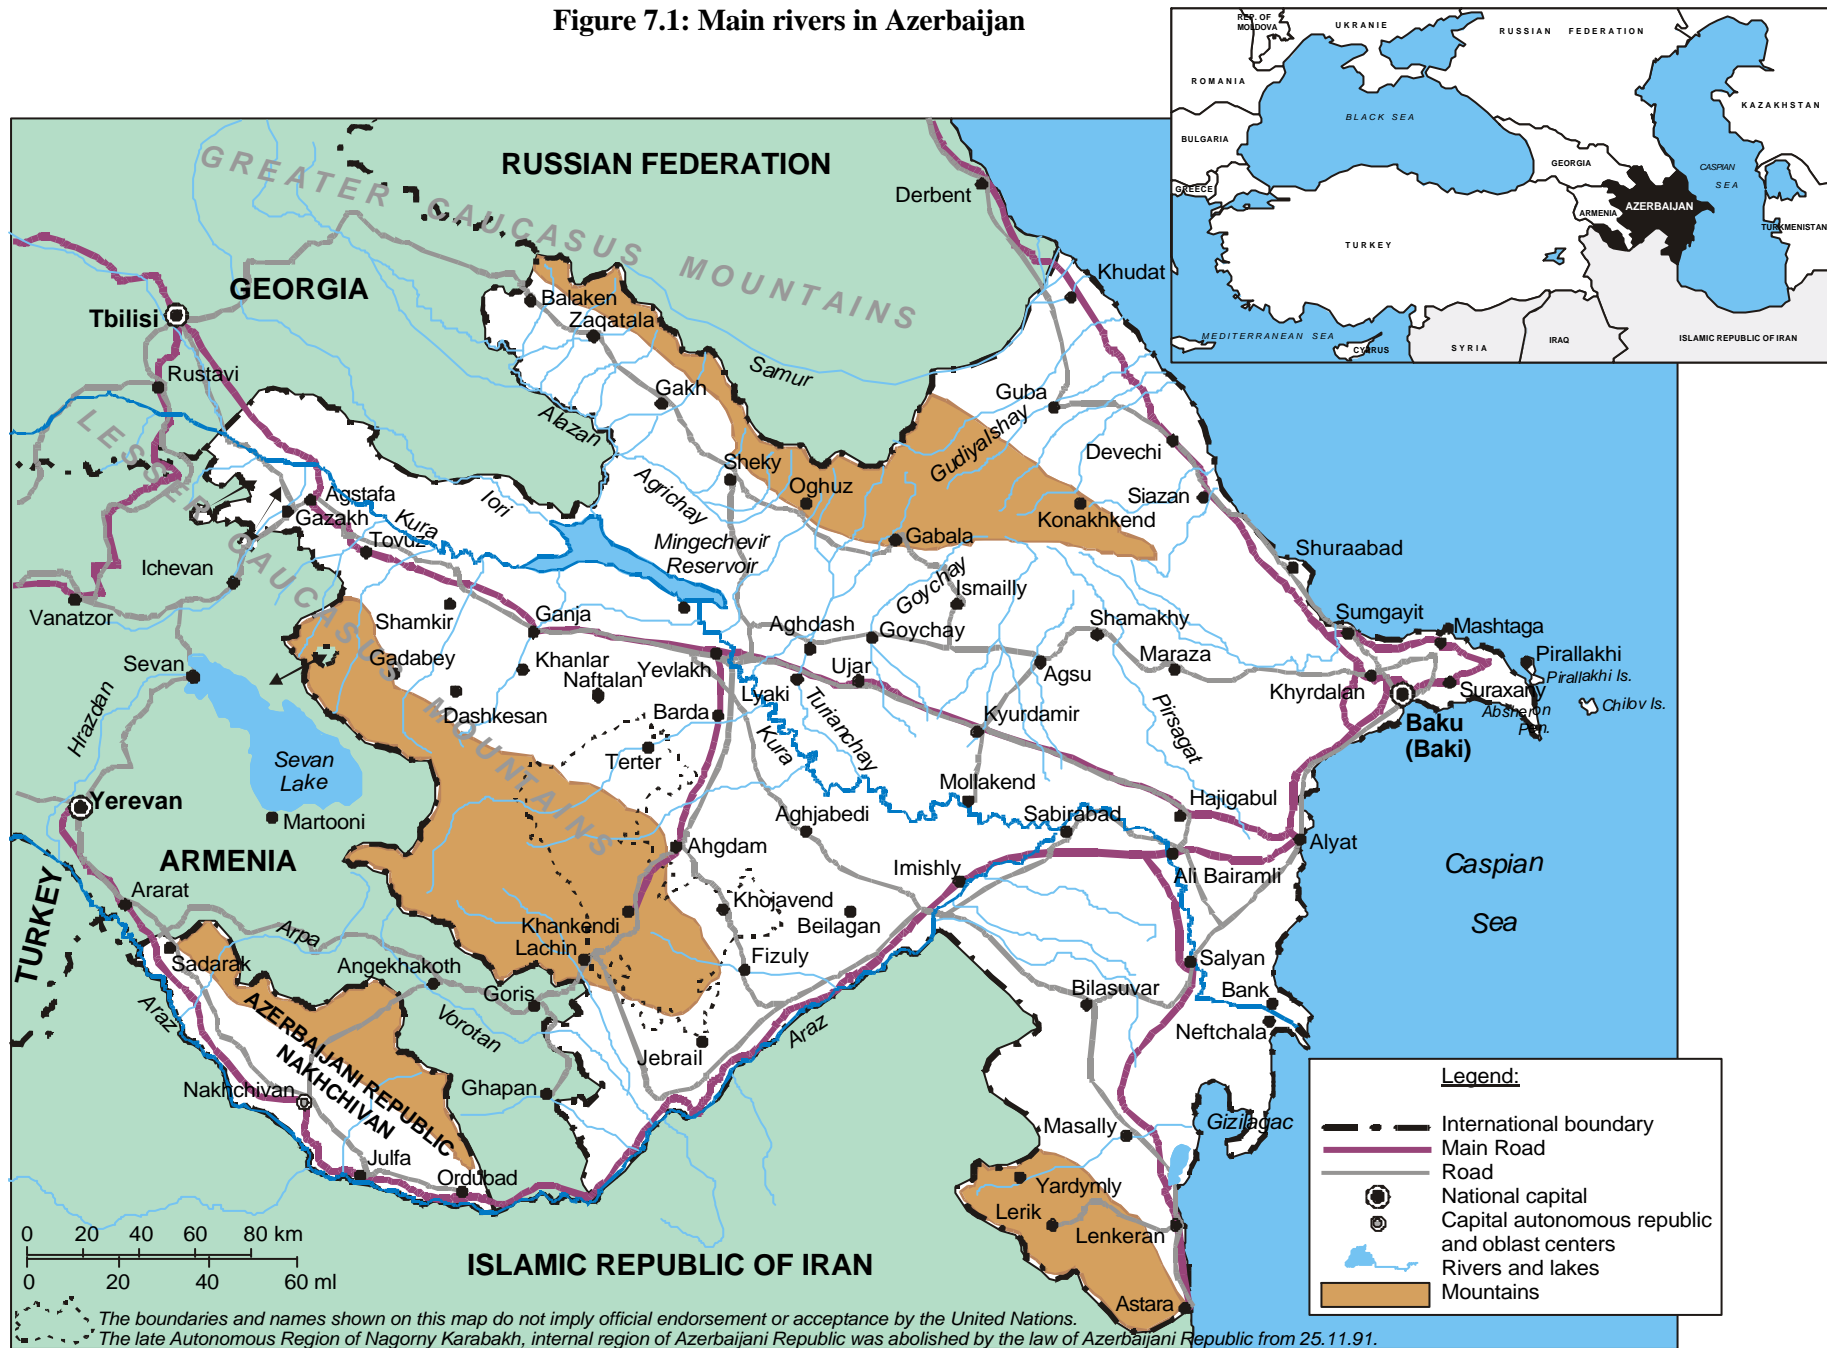 Figure 7.1: Main rivers in Azerbaijan
REP. OF
MOLDOVA
UKRANIE
RUSSIAN FEDERATION
ROMANIA
KAZAKHSTAN
BLACK SEA
BULGARIA
GEORGIA
CASPIAN
SEA
GREECE
ARMENIA
AZERBAIJAN
TURKMENISTAN
TURKEY
MEDITERRANEAN SEA
CYRUS
SYRIA
IRAQ
ISLAMIC REPUBLIC OF IRAN
RUSSIAN FEDERATION
GREATER CAUCASUS MOUNTAINS
Derbent
Khudat
GEORGIA
Balaken
Tbilisi
Zaqatala
Samur
Rustavi
Gakh
Guba
Alazan
Gudiyalshay
Devechi
LESSER CAUCASUS MOUNTAINS
Sheky
Agrichay
Oghuz
Siazan
Agstafa
Iori
Konakhkend
Gazakh
Kura
Tovuz
Mingechevir
Reservoir
Gabala
Shuraabad
Ichevan
Goychay
Ismailly
Vanatzor
Shamkir
Ganja
Aghdash
Goychay
Shamakhy
Sumgayit
Mashtaga
Sevan
Gadabey
Khanlar
Naftalan
Yevlakh
Ujar
Agsu
Maraza
Pirallakhi
Pirallakhi Is.
Khyrdalan
Suraxany
Lyaki
Dashkesan
Barda
Turianchay
Kyurdamir
Pirsagat
Absheron
Pen.
Chilov Is.
Baku
(Baki)
Hrazdan
Kura
Terter
Sevan
Lake
Mollakend
Yerevan
Martooni
Aghjabedi
Sabirabad
Hajigabul
Alyat
ARMENIA
Ahgdam
Imishly
Ali Bairamli
Caspian
Sea
TURKEY
Ararat
Khojavend
Beilagan
Arpa
Khankendi
Lachin
Sadarak
Angekhakoth
Fizuly
Salyan
Goris
Bilasuvar
Bank
Araz
Vorotan
Araz
Neftchala
AZERBAIJANI REPUBLIC
NAKHCHIVAN
Jebrail
Nakhchivan
Ghapan
Gizilagac
Masally
Julfa
Ordubad
Yardymly
Lerik
Lenkeran
Astara
ISLAMIC REPUBLIC OF IRAN
0 20 40 60 80 km
0 20 40 60 ml
Legend:
International boundary
Main Road
Road
National capital
Capital autonomous republic
and oblast centers
Rivers and lakes
Mountains
The boundaries and names shown on this map do not imply official endorsement or acceptance by the United Nations.
The late Autonomous Region of Nagorny Karabakh, internal region of Azerbaijani Republic was abolished by the law of Azerbaijani Republic from 25.11.91.